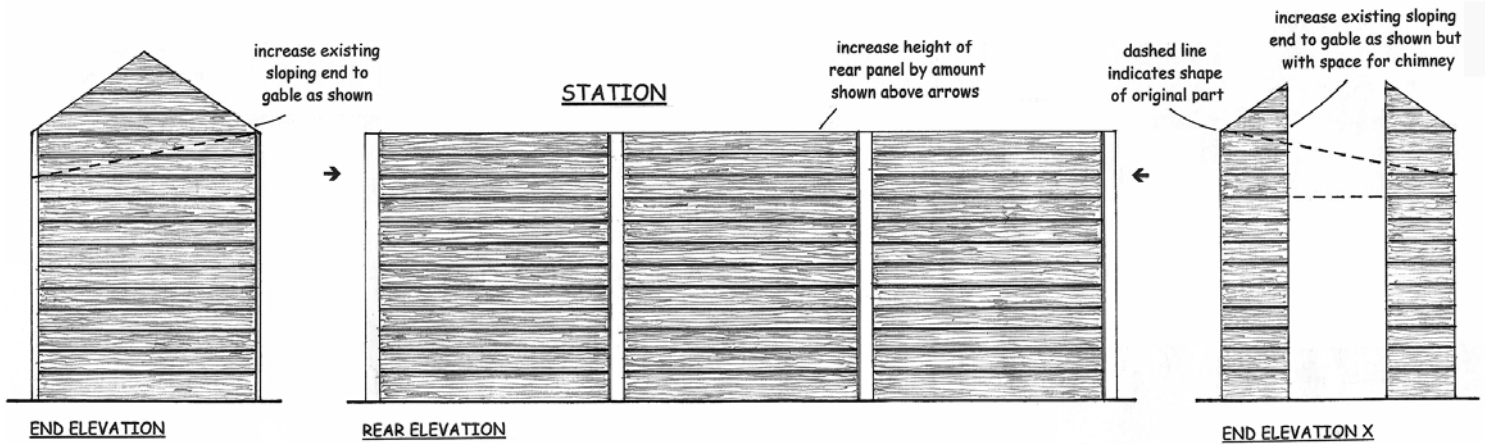 increase existing
sloping end to
gable as shown
STATION
increase height of
rear panel by amount
shown above arrows
dashed line
indicates shape
of original part
increase existing sloping
end to gable as shown but
with space for chimney
END ELEVATION
REAR ELEVATION
END ELEVATION X